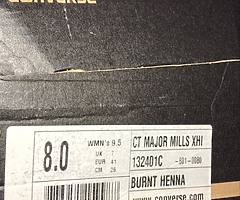 CONVERSE
8.0
WMN's 9.5
UK 7
EUR 41
CM 26
CT MAJOR MILLS XHI
132401C -601-0080
BURNT HENNA
www.converse.com